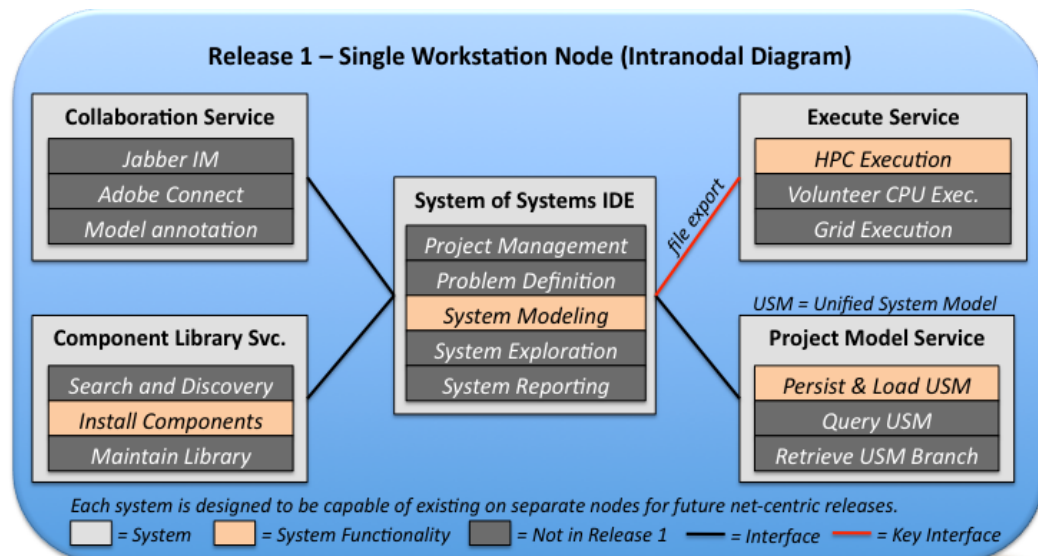 Release 1 – Single Workstation Node (Intranodal Diagram)
Collaboration Service
Jabber IM
Adobe Connect
Model annotation
Component Library Svc.
Search and Discovery
Install Components
Maintain Library
System of Systems IDE
Project Management
Problem Definition
System Modeling
System Exploration
System Reporting
file export
Execute Service
HPC Execution
Volunteer CPU Exec.
Grid Execution
USM = Unified System Model
Project Model Service
Persist & Load USM
Query USM
Retrieve USM Branch
Each system is designed to be capable of existing on separate nodes for future net-centric releases.
= System = System Functionality = Not in Release 1 = Interface = Key Interface